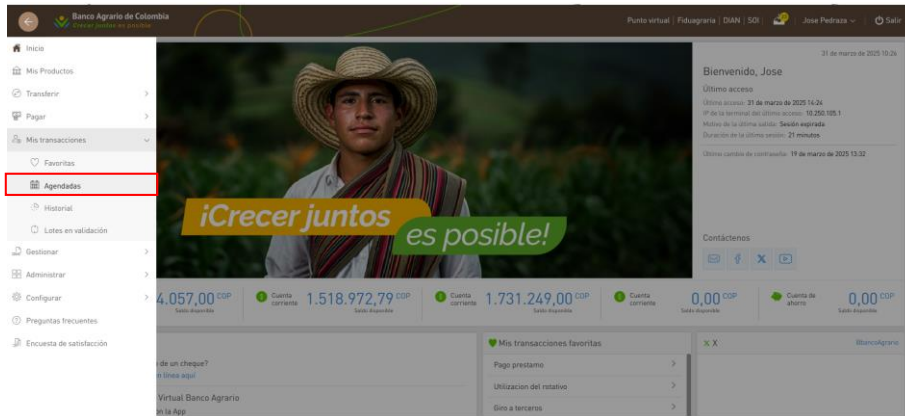 Banco Agrario de Colombia
Crecer juntos es posible
Punto virtual | Fiduagraria | DIAN | SOI
Jose Pedraza
Salir
Inicio
Mis Productos
Transferir
Pagar
Mis transacciones
Favoritas
Agendadas
Historial
Lotes en validación
Gestionar
Administrar
Configurar
Preguntas frecuentes
Encuesta de satisfacción
¡Crecer juntos
es posible!
31 de marzo de 2025 10:26
Bienvenido, Jose
Último acceso
Último acceso: 31 de marzo de 2025 14:24
IP de la terminal del último acceso: 10.250.105.1
Motivo de la última salida: Sesión expirada
Duración de la última sesión: 21 minutos
Último cambio de contraseña: 19 de marzo de 2025 13:32
Contáctenos
4.057,00 COP
Saldo disponible
Cuenta corriente
1.518.972,79 COP
Saldo disponible
Cuenta corriente
1.731.249,00 COP
Saldo disponible
Cuenta corriente
0,00 COP
Saldo disponible
Cuenta de ahorro
0,00 COP
Saldo disponible
de un cheque?
en línea aquí
Virtual Banco Agrario
on la App
Mis transacciones favoritas
Pago prestamo
Utilizacion del rotativo
Giro a terceros
X X
@bancoAgrario